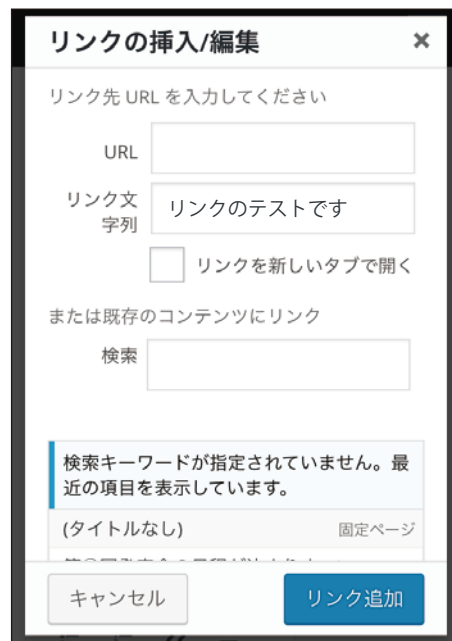 リンクの挿入/編集 ×
リンク先 URL を入力してください
URL
リンク文
字列
リンクのテストです
リンクを新しいタブで開く
または既存のコンテンツにリンク
検索
検索キーワードが指定されていません。最
近の項目を表示しています。
(タイトルなし) 固定ページ
キャンセル リンク追加